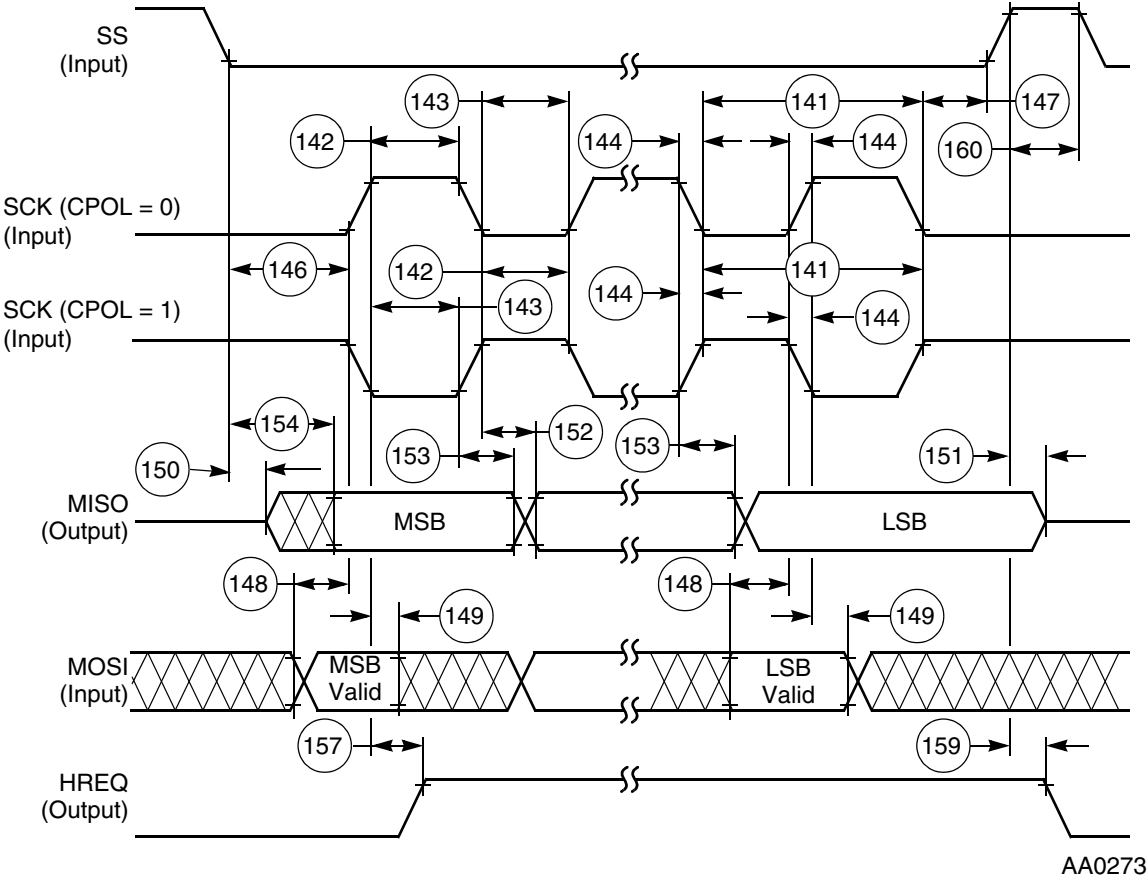 SS
(Input)
143
141
147
142
144
144
160
SCK (CPOL = 0)
(Input)
146
142
141
144
143
144
SCK (CPOL = 1)
(Input)
154
152
153
153
150
151
MISO
(Output)
MSB
LSB
148
148
149
149
MOSI
(Input)
MSB
Valid
LSB
Valid
157
159
HREQ
(Output)
AA0273